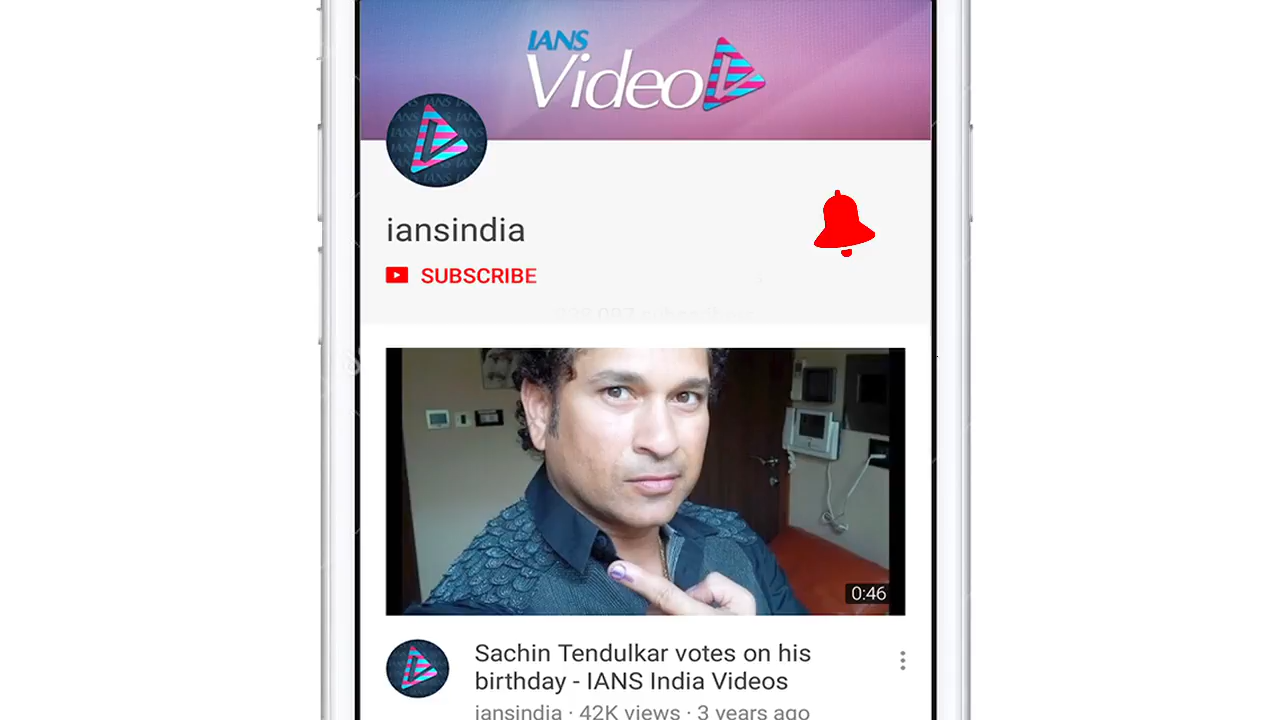 IANS
Video
iansindia
SUBSCRIBE
0:46
Sachin Tendulkar votes on his
birthday - IANS India Videos
iansindia · 42K views · 3 years ago